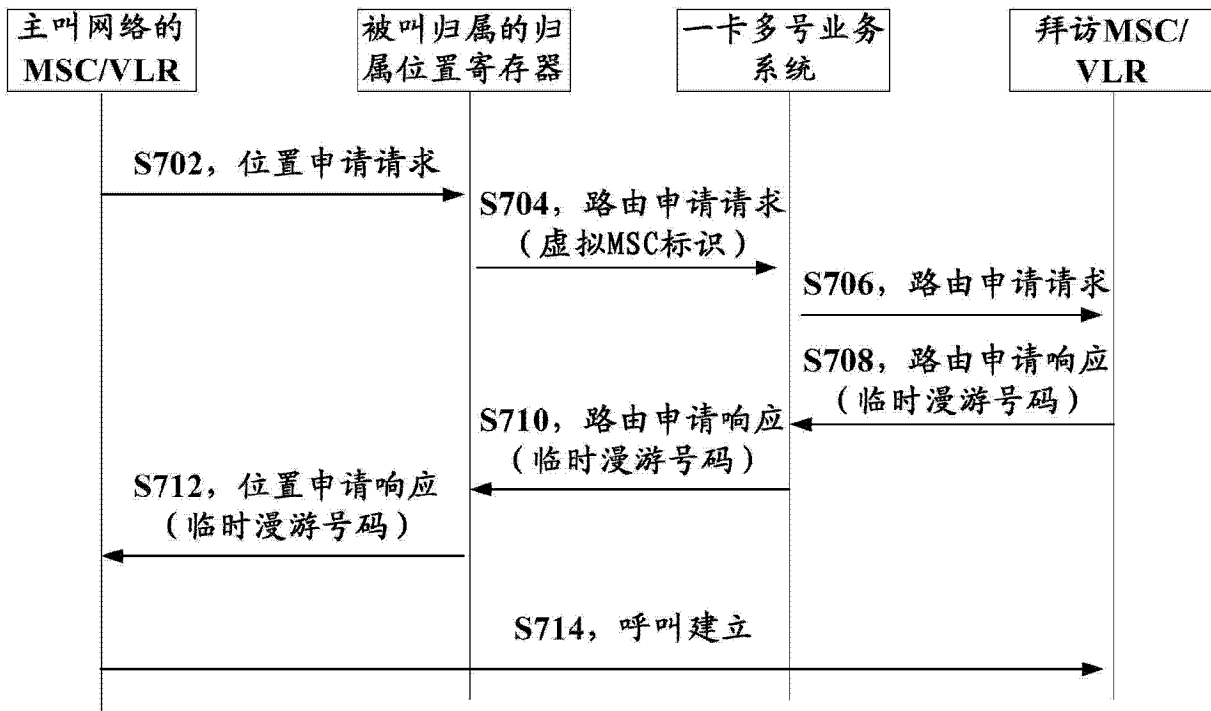 主叫网络的
MSC/VLR
被叫归属的归
属位置寄存器
一卡多号业务
系统
拜访MSC/
VLR
S702，位置申请请求
S704，路由申请请求
（虚拟MSC标识）
S706，路由申请请求
S708，路由申请响应
（临时漫游号码）
S710，路由申请响应
（临时漫游号码）
S712，位置申请响应
（临时漫游号码）
S714，呼叫建立